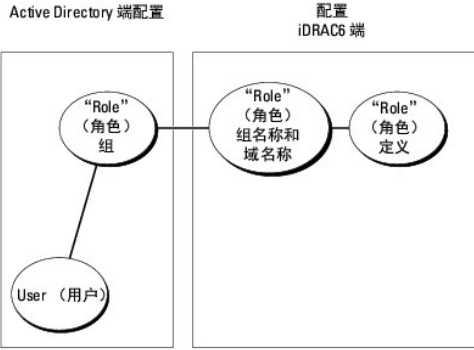 Active Directory 端配置
配置
iDRAC6 端
“Role”
（角色）
组
“Role”
（角色）
组名称和
域名称
“Role”
（角色）
定义
User （用户）